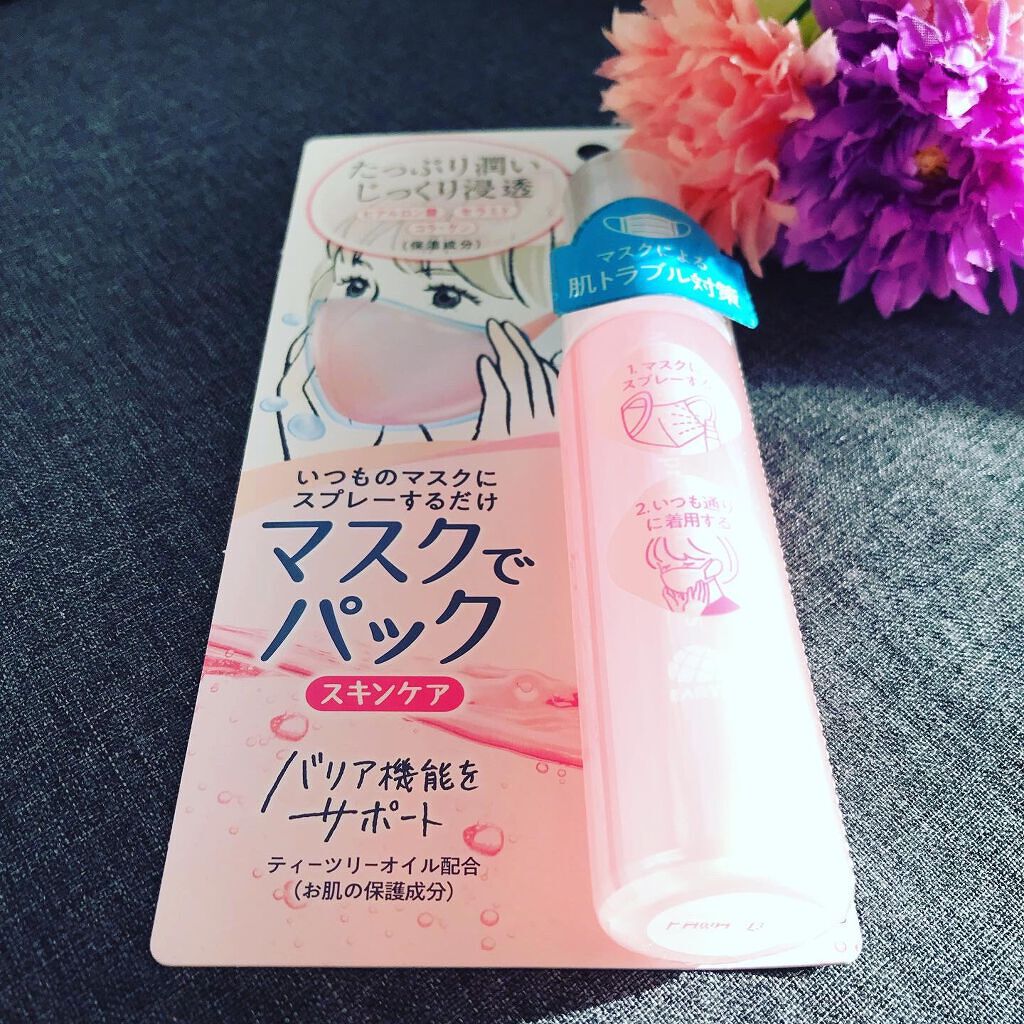 たっぷり潤い
じっくり浸透
ヒアルロン酸 セラミド
コラーゲン
(保湿成分)
マスクによる
肌トラブル対策
1.マスクに
スプレーする
2.いつも通り
に着用する
いつものマスクに
スプレーするだけ
マスクで
パック
スキンケア
バリア機能を
サポート
ティーツリーオイル配合
(お肌の保護成分)
EARTH